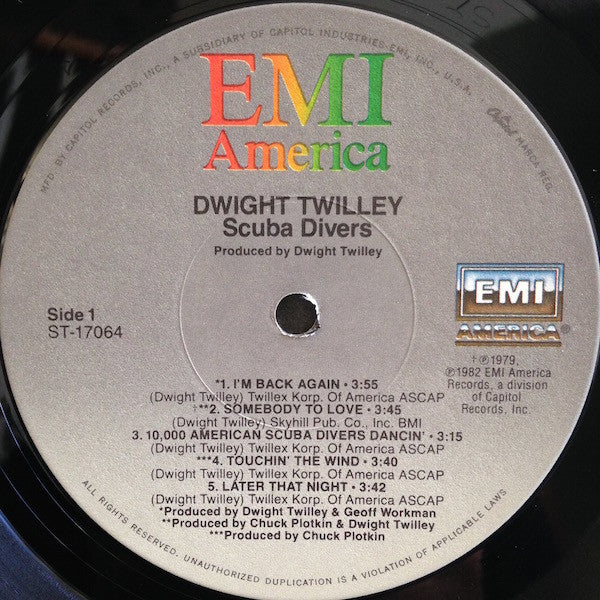 MFD. BY CAPITOL RECORDS, INC., A SUBSIDIARY OF CAPITOL INDUSTRIES-EMI, INC., U.S.A. • Capitol MARCA REG.
EMI
America
DWIGHT TWILLEY
Scuba Divers
Produced by Dwight Twilley
Side 1
ST-17064
EMI
AMERICA®
†℗1979,
℗1982 EMI America
Records, a division
of Capitol
Records, Inc.
*1. I'M BACK AGAIN • 3:55
(Dwight Twilley) Twillex Korp. Of America ASCAP
†**2. SOMEBODY TO LOVE • 3:45
(Dwight Twilley) Skyhill Pub. Co., Inc. BMI
3. 10,000 AMERICAN SCUBA DIVERS DANCIN' • 3:15
(Dwight Twilley) Twillex Korp. Of America ASCAP
***4. TOUCHIN' THE WIND • 3:40
(Dwight Twilley) Twillex Korp. Of America ASCAP
5. LATER THAT NIGHT • 3:42
(Dwight Twilley) Twillex Korp. Of America ASCAP
*Produced by Dwight Twilley & Geoff Workman
**Produced by Chuck Plotkin & Dwight Twilley
***Produced by Chuck Plotkin
ALL RIGHTS RESERVED. UNAUTHORIZED DUPLICATION IS A VIOLATION OF APPLICABLE LAWS